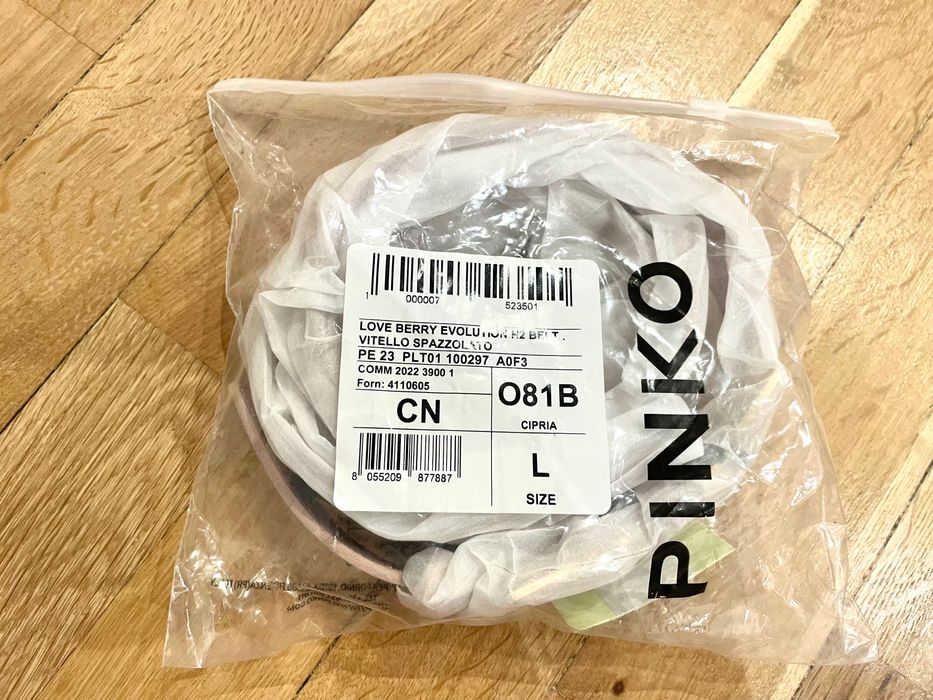 1 000007 523501
LOVE BERRY EVOLUTION H2 BELT .
VITELLO SPAZZOLATO
PE 23 PLT01 100297 A0F3
COMM 2022 3900 1
Forn: 4110605
CN
O81B
CIPRIA
8 055209 877887
L
SIZE
PINKO